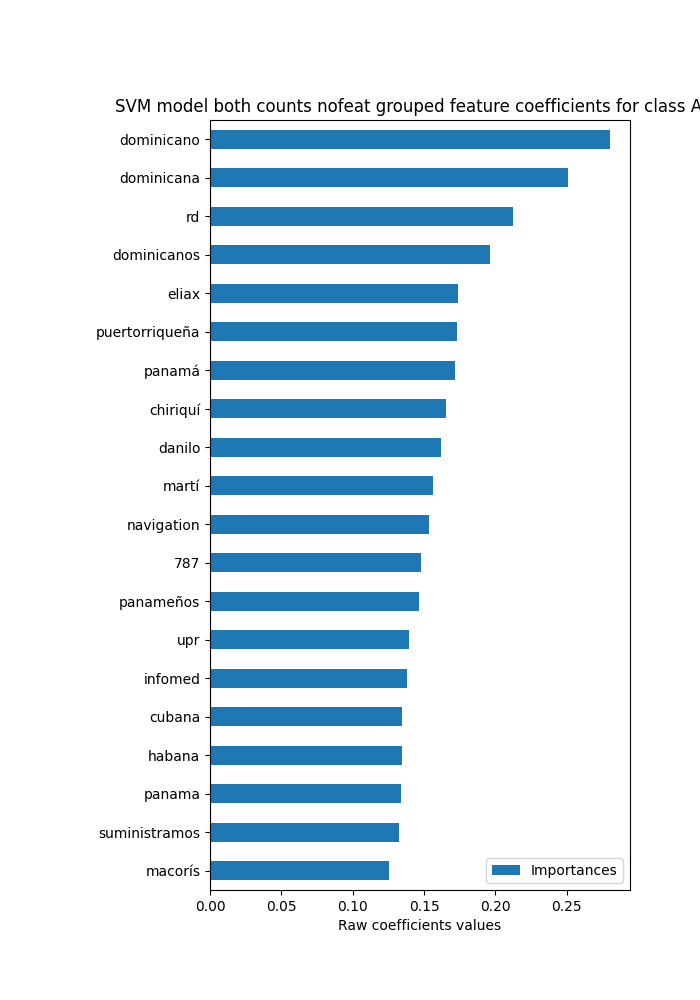 SVM model both counts nofeat grouped feature coefficients for class A
dominicano
dominicana
rd
dominicanos
eliax
puertorriqueña
panamá
chiriquí
danilo
martí
navigation
787
panameños
upr
infomed
cubana
habana
panama
suministramos
macorís
Importances
0.00 0.05 0.10 0.15 0.20 0.25
Raw coefficients values